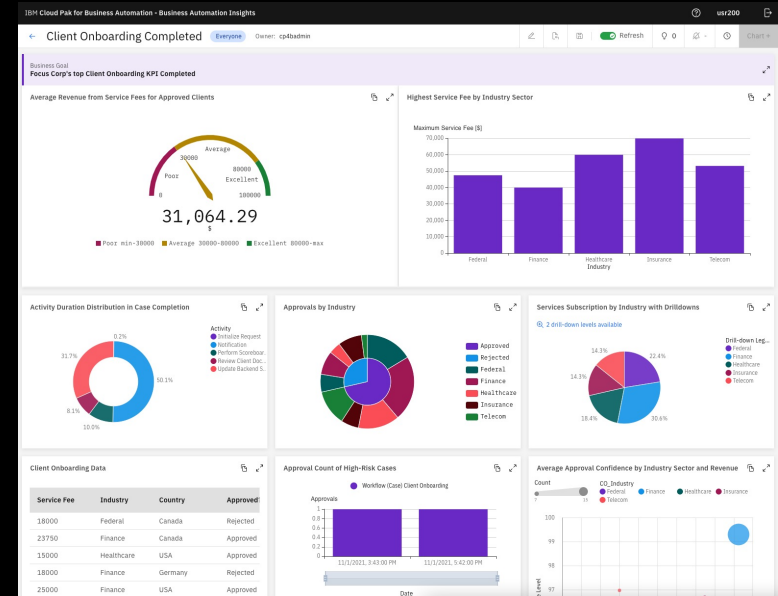 IBM Cloud Pak for Business Automation - Business Automation Insights
usr200
Client Onboarding Completed
Everyone
Owner: cp4badmin
Refresh
0
Chart +
Business Goal
Focus Corp's top Client Onboarding KPI Completed
Average Revenue from Service Fees for Approved Clients
Average
30000
80000
Poor
Excellent
0
100000
31,064.29
$
Poor min-30000
Average 30000-80000
Excellent 80000-max
Highest Service Fee by Industry Sector
Maximum Service Fee [$]
70,000
60,000
50,000
40,000
30,000
20,000
10,000
0
Federal
Finance
Healthcare
Insurance
Telecom
Industry
Activity Duration Distribution in Case Completion
0.2%
31.7%
50.1%
8.1%
10.0%
Activity
Initialize Request
Notification
Perform Scoreboar...
Review Client Doc...
Update Backend S...
Approvals by Industry
Approved
Rejected
Federal
Finance
Healthcare
Insurance
Telecom
Services Subscription by Industry with Drilldowns
2 drill-down levels available
14.3%
22.4%
14.3%
18.4%
30.6%
Drill-down Leg...
Federal
Finance
Healthcare
Insurance
Telecom
Client Onboarding Data
Service Fee
Industry
Country
Approved
18000
Federal
Canada
Rejected
23750
Finance
Canada
Approved
15000
Healthcare
USA
Approved
18000
Finance
Germany
Rejected
25000
Finance
USA
Approved
Approval Count of High-Risk Cases
Workflow (Case) Client Onboarding
Approvals
1
0.8
0.6
0.4
0.2
0
11/1/2021, 3:43:00 PM
11/1/2021, 5:42:00 PM
Date
Average Approval Confidence by Industry Sector and Revenue
Count
CO_Industry
Federal
Finance
Healthcare
Insurance
Telecom
100
99
98
97
Level